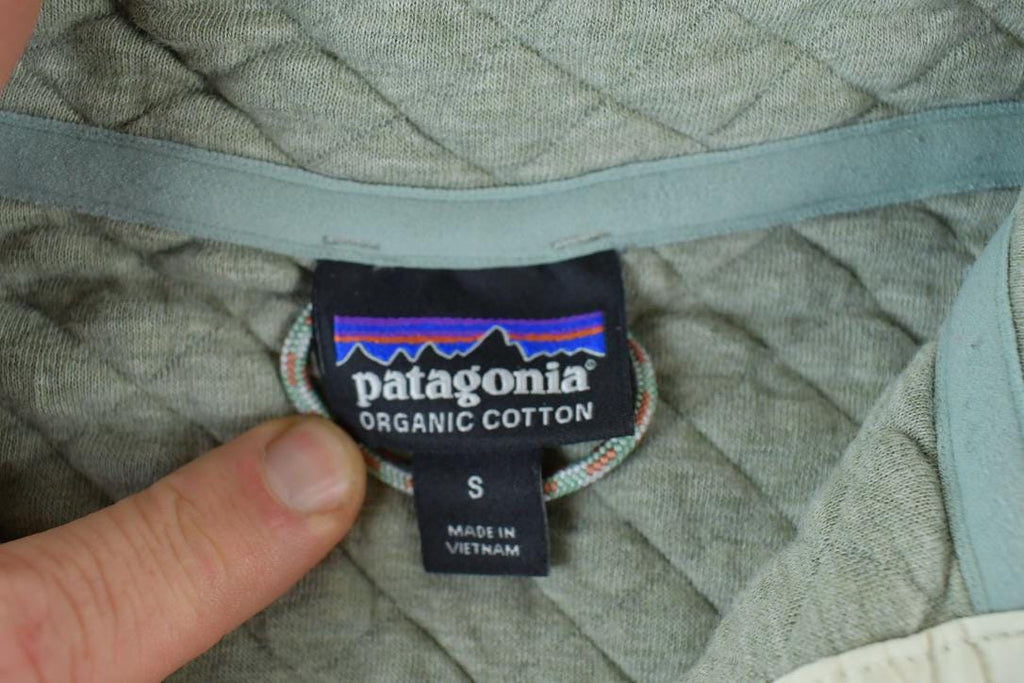 patagonia®
ORGANIC COTTON
S
MADE IN
VIETNAM